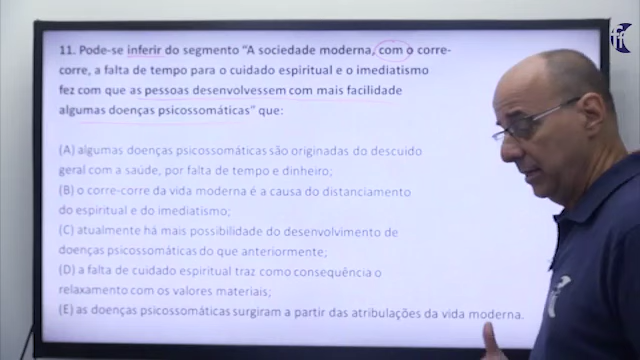 11. Pode-se inferir do segmento "A sociedade moderna, com o corre-
corre, a falta de tempo para o cuidado espiritual e o imediatismo
fez com que as pessoas desenvolvessem com mais facilidade
algumas doenças psicossomáticas" que:
(A) algumas doenças psicossomáticas são originadas do descuido
geral com a saúde, por falta de tempo e dinheiro;
(B) o corre-corre da vida moderna é a causa do distanciamento
do espiritual e do imediatismo;
(C) atualmente há mais possibilidade do desenvolvimento de
doenças psicossomáticas do que anteriormente;
(D) a falta de cuidado espiritual traz como consequência o
relaxamento com os valores materiais;
(E) as doenças psicossomáticas surgiram a partir das atribulações da vida moderna.